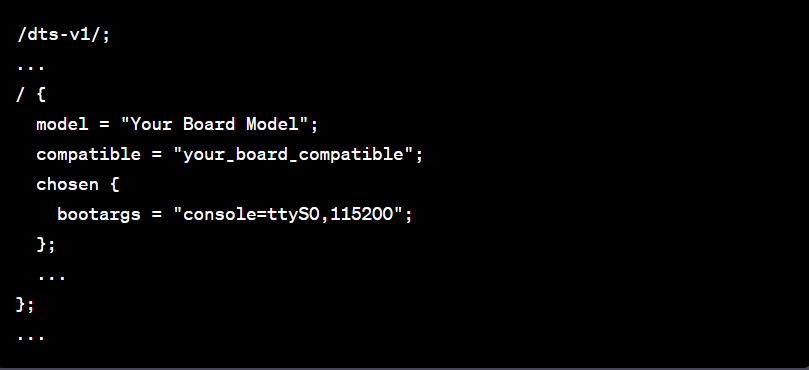 /dts-v1/;
...
/ {
  model = "Your Board Model";
  compatible = "your_board_compatible";
  chosen {
    bootargs = "console=ttyS0,115200";
  };
  ...
};
...